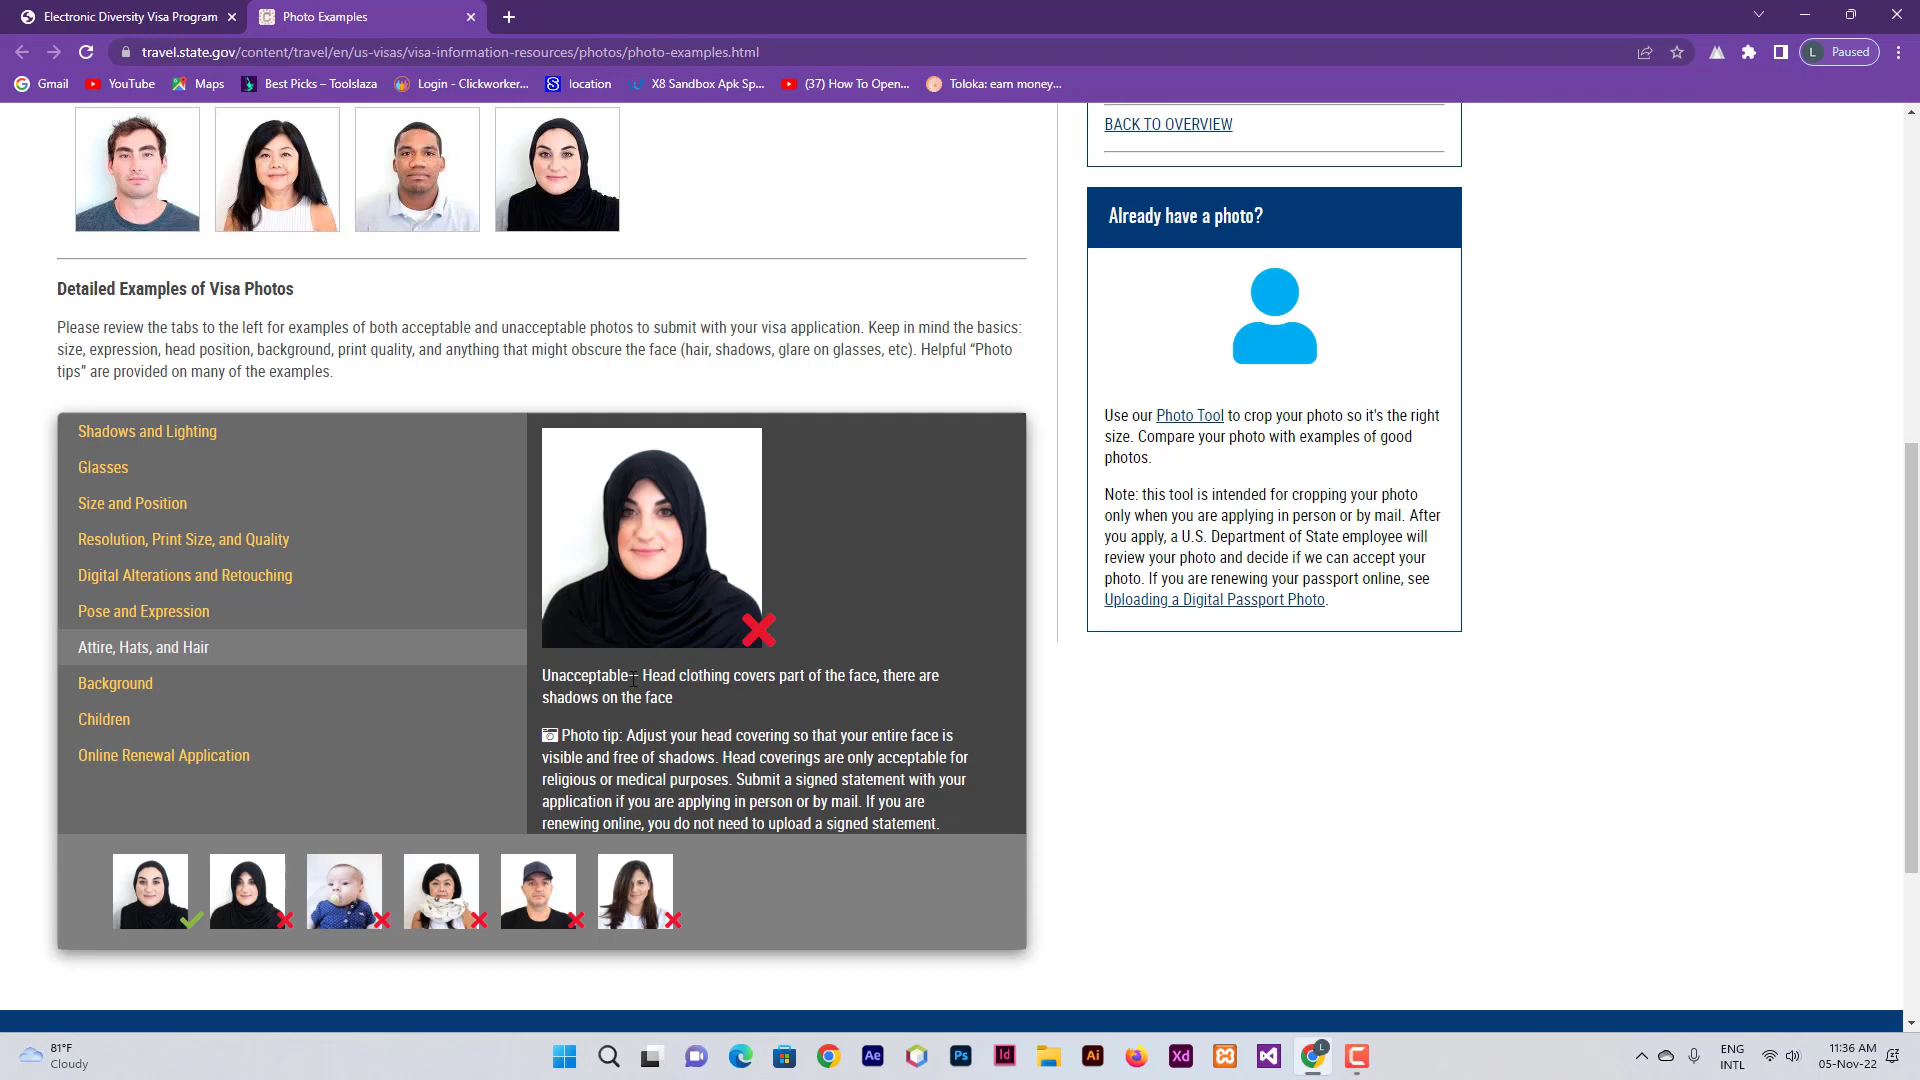 Electronic Diversity Visa Program
Photo Examples
travel.state.gov/content/travel/en/us-visas/visa-information-resources/photos/photo-examples.html
L Paused
Gmail
YouTube
Maps
Best Picks – Toolslaza
Login - Clickworker...
location
X8 Sandbox Apk Sp...
(37) How To Open...
Toloka: earn money...
BACK TO OVERVIEW
Already have a photo?
Detailed Examples of Visa Photos
Please review the tabs to the left for examples of both acceptable and unacceptable photos to submit with your visa application. Keep in mind the basics:
size, expression, head position, background, print quality, and anything that might obscure the face (hair, shadows, glare on glasses, etc). Helpful “Photo
tips” are provided on many of the examples.
Use our Photo Tool to crop your photo so it's the right
size. Compare your photo with examples of good
photos.
Note: this tool is intended for cropping your photo
only when you are applying in person or by mail. After
you apply, a U.S. Department of State employee will
review your photo and decide if we can accept your
photo. If you are renewing your passport online, see
Uploading a Digital Passport Photo.
Shadows and Lighting
Glasses
Size and Position
Resolution, Print Size, and Quality
Digital Alterations and Retouching
Pose and Expression
Attire, Hats, and Hair
Background
Children
Online Renewal Application
Unacceptable- Head clothing covers part of the face, there are
shadows on the face
Photo tip: Adjust your head covering so that your entire face is
visible and free of shadows. Head coverings are only acceptable for
religious or medical purposes. Submit a signed statement with your
application if you are applying in person or by mail. If you are
renewing online, you do not need to upload a signed statement.
81°F
Cloudy
Ae
Ps
Id
Ai
Xd
L
ENG
INTL
11:36 AM
05-Nov-22